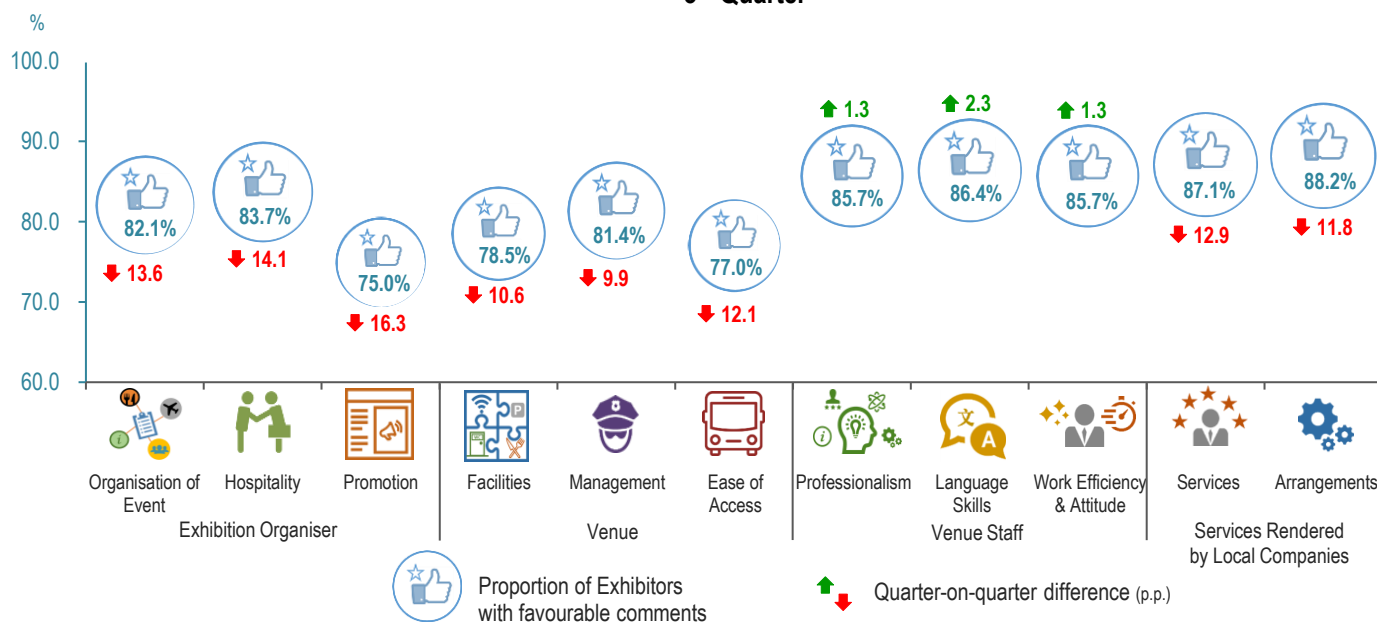 Quarter
%
100.0
90.0
80.0
70.0
60.0
82.1%
13.6
83.7%
14.1
75.0%
16.3
78.5%
10.6
81.4%
9.9
77.0%
12.1
1.3
85.7%
2.3
86.4%
1.3
85.7%
87.1%
12.9
88.2%
11.8
Organisation of
Event
Hospitality
Promotion
Exhibition Organiser
Facilities
Management
Ease of
Access
Venue
Professionalism
Language
Skills
Work Efficiency
& Attitude
Venue Staff
Services
Arrangements
Services Rendered
by Local Companies
Proportion of Exhibitors
with favourable comments
Quarter-on-quarter difference (p.p.)